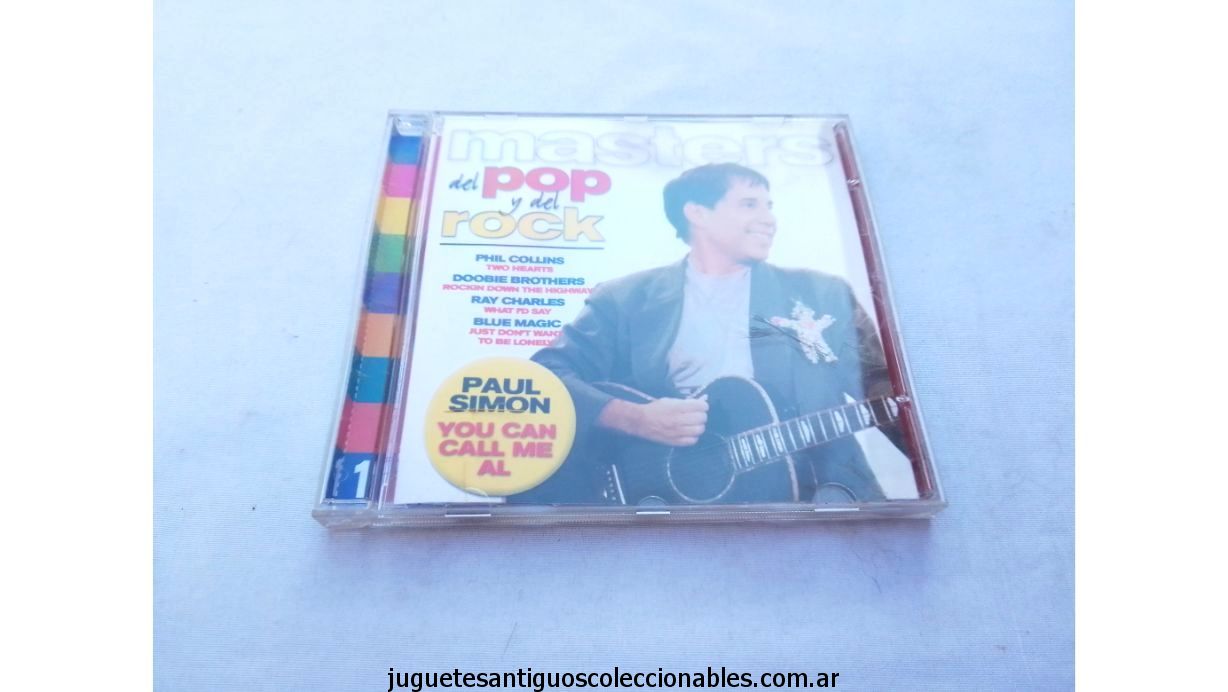 masters
del pop
y del
rock
PHIL COLLINS
TWO HEARTS
DOOBIE BROTHERS
ROCKIN DOWN THE HIGHWAY
RAY CHARLES
WHAT I'D SAY
BLUE MAGIC
JUST DON'T WANT
TO BE LONELY
PAUL
SIMON
YOU CAN
CALL ME
AL
1
juguetesantiguoscoleccionables.com.ar